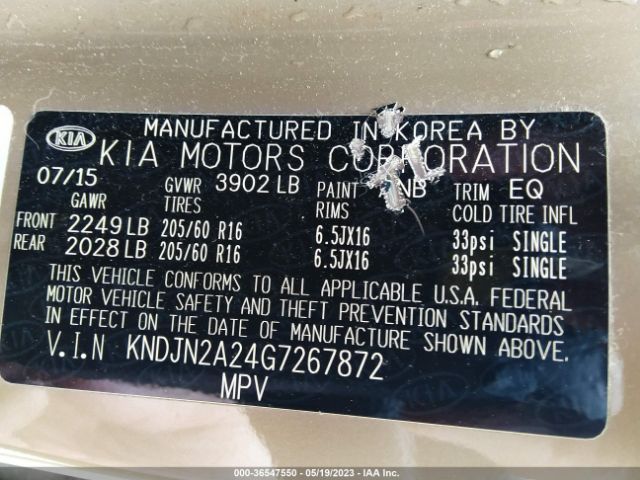 KIA
MANUFACTURED IN KOREA BY
KIA MOTORS CORPORATION
07/15 GVWR 3902 LB PAINT NB TRIM EQ
GAWR TIRES RIMS COLD TIRE INFL
FRONT 2249 LB 205/60 R16 6.5JX16 33psi SINGLE
REAR 2028 LB 205/60 R16 6.5JX16 33psi SINGLE
THIS VEHICLE CONFORMS TO ALL APPLICABLE U.S.A. FEDERAL
MOTOR VEHICLE SAFETY AND THEFT PREVENTION STANDARDS
IN EFFECT ON THE DATE OF MANUFACTURE SHOWN ABOVE.
V.I.N KNDJN2A24G7267872
MPV
000-36547550 - 05/19/2023 - IAA Inc.